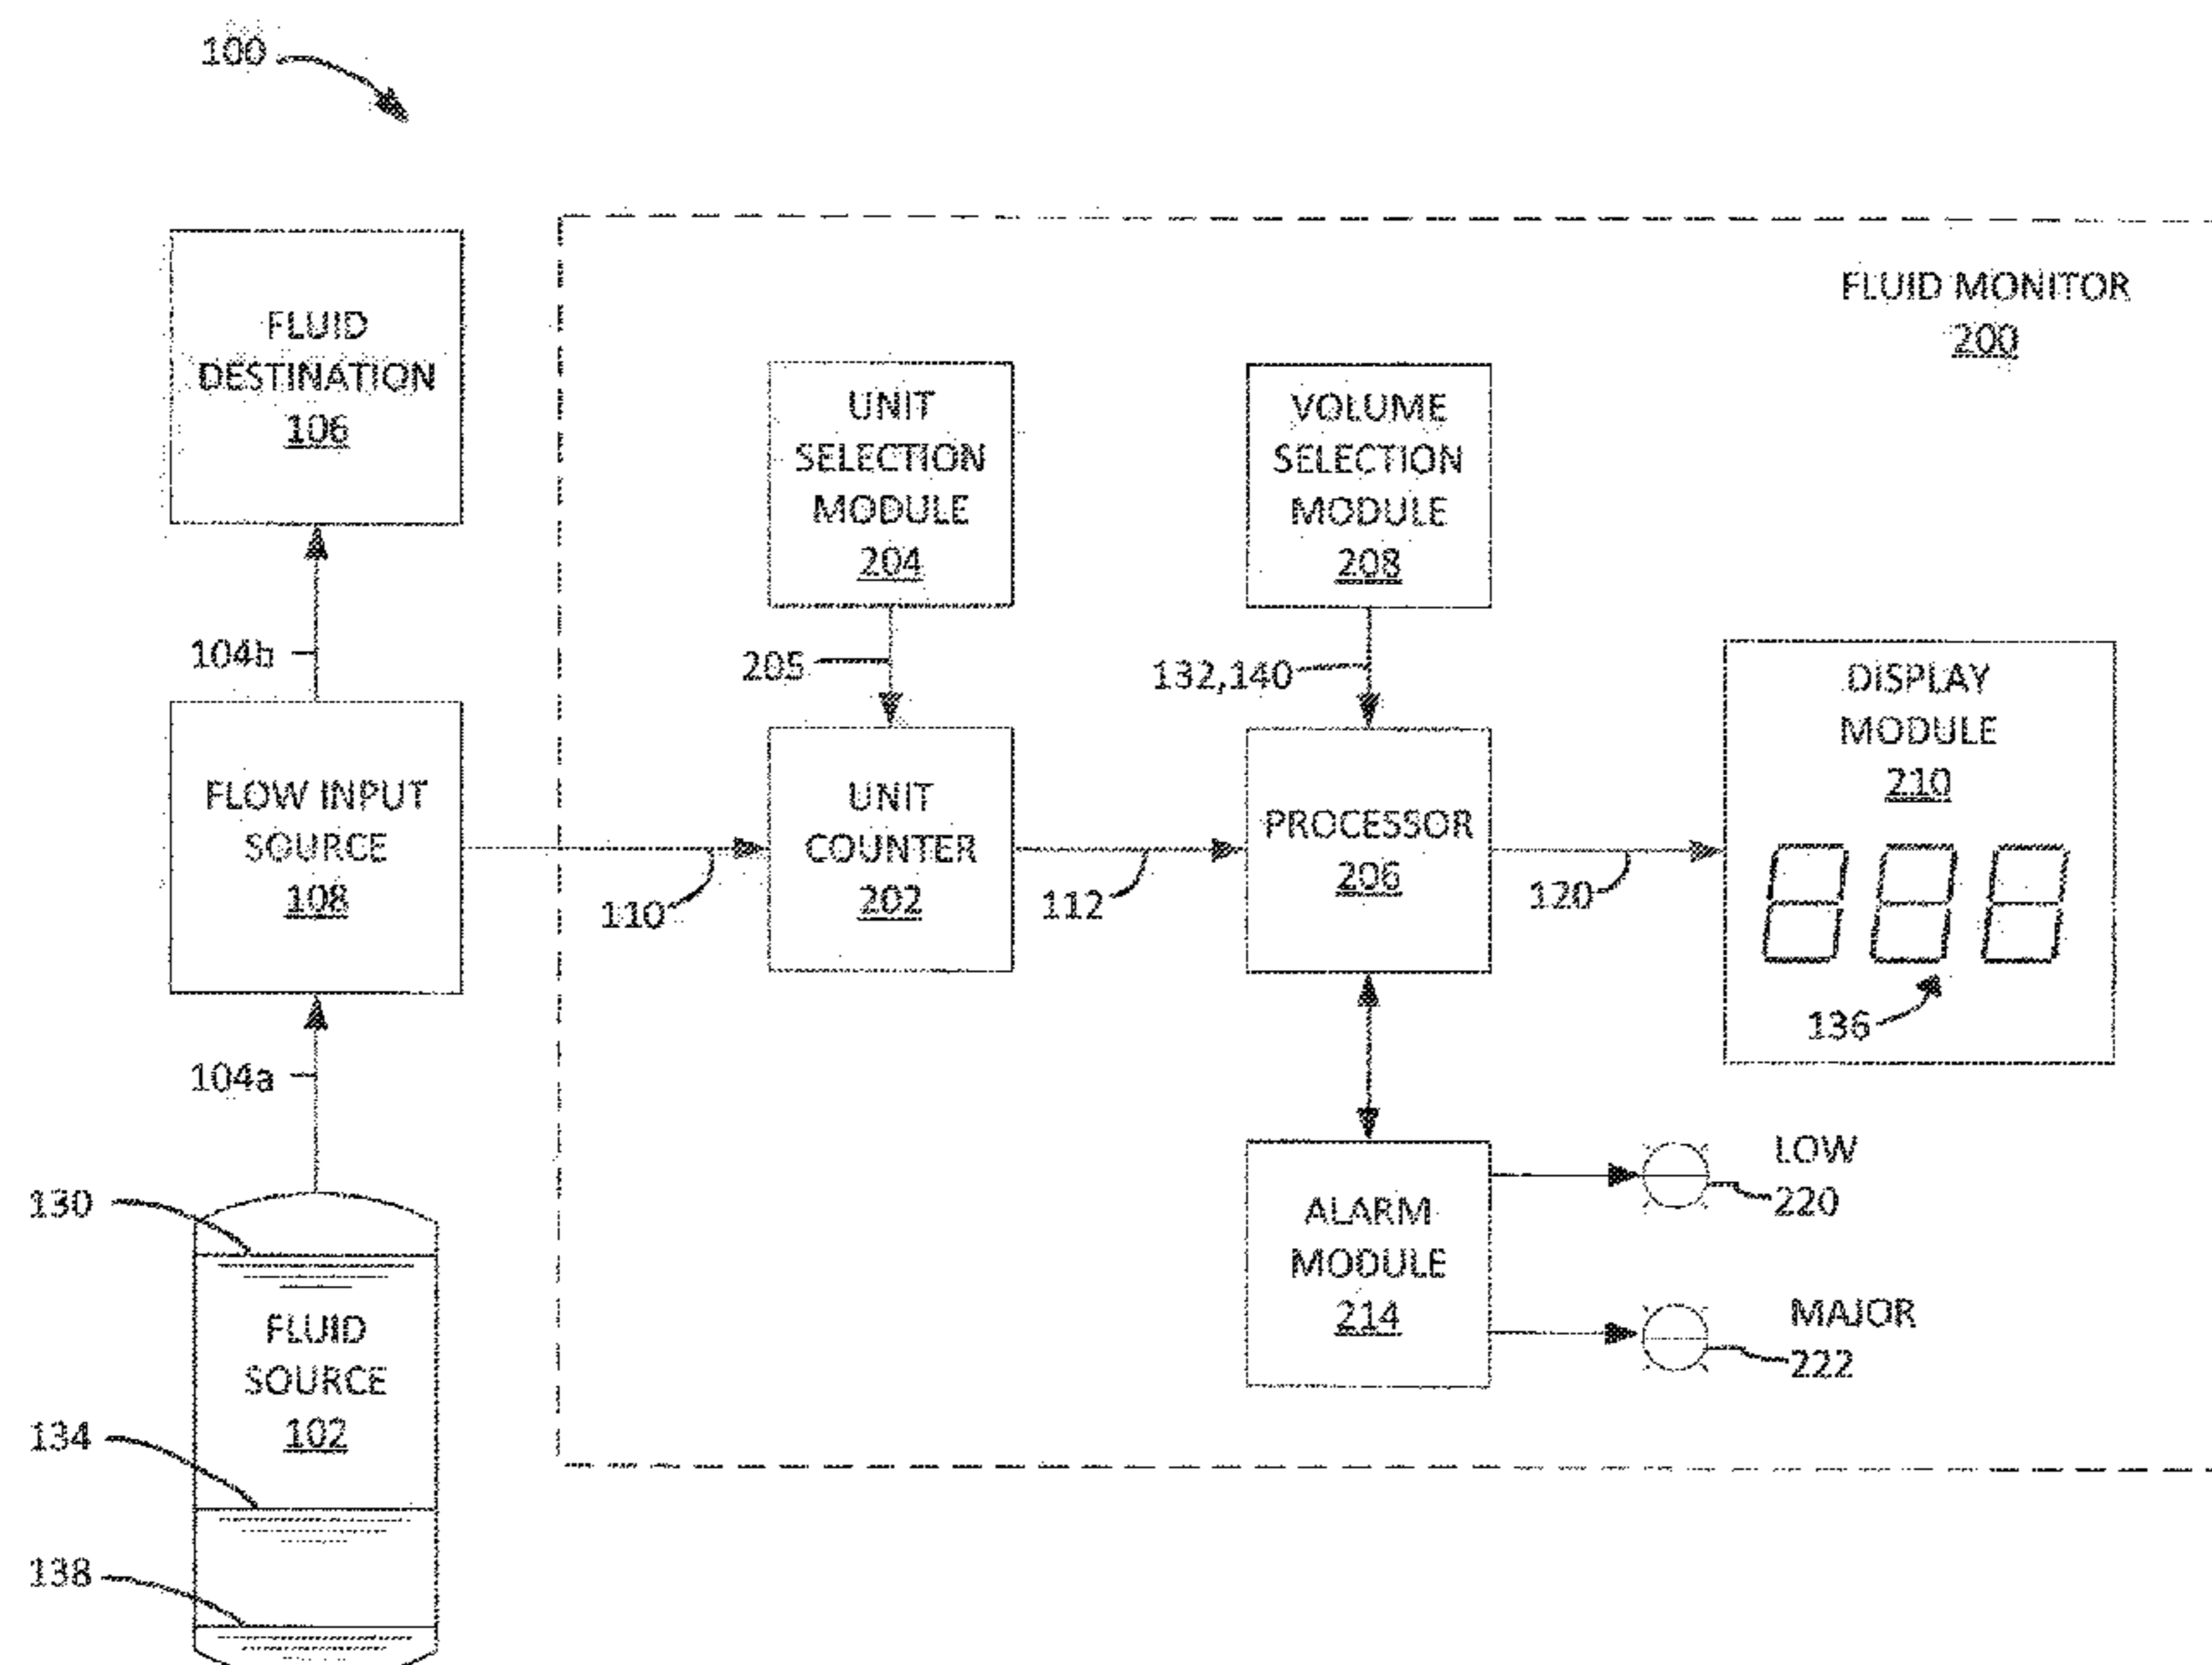 100
FLUID
DESTINATION
106
104b
FLOW INPUT
SOURCE
108
104a
130
FLUID
SOURCE
102
134
138
FLUID MONITOR
200
UNIT
SELECTION
MODULE
204
205
UNIT
COUNTER
202
110
112
VOLUME
SELECTION
MODULE
208
132,140
PROCESSOR
206
120
DISPLAY
MODULE
210
136
ALARM
MODULE
214
LOW
220
MAJOR
222